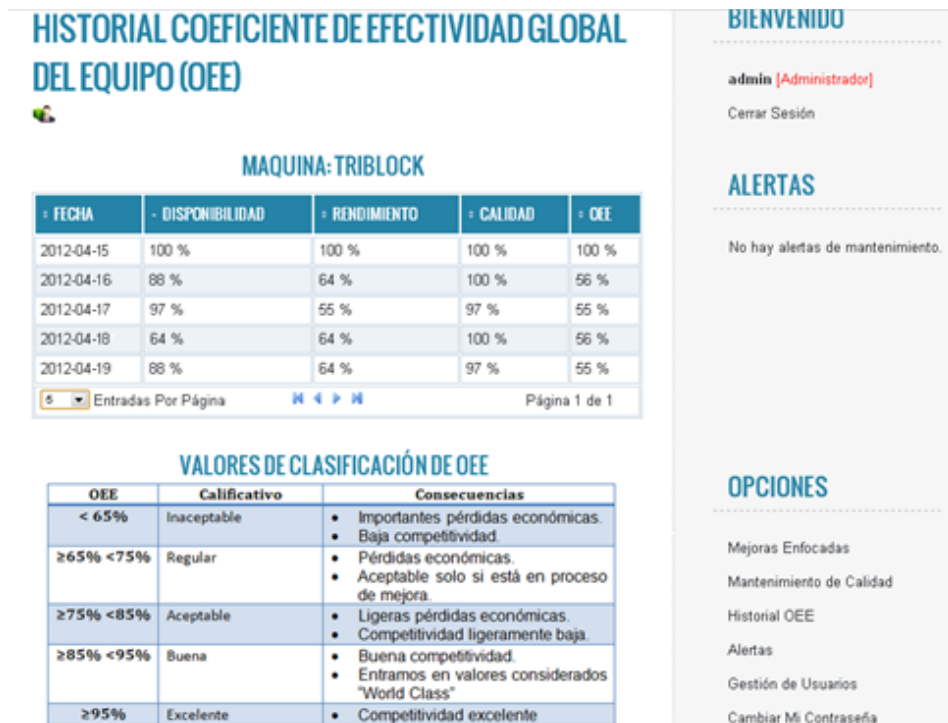 HISTORIAL COEFICIENTE DE EFECTIVIDAD GLOBAL
DEL EQUIPO (OEE)
MAQUINA: TRIBLOCK
FECHA DISPONIBILIDAD RENDIMIENTO CALIDAD OEE
2012-04-15 100 % 100 % 100 % 100 %
2012-04-16 88 % 64 % 100 % 56 %
2012-04-17 97 % 55 % 97 % 55 %
2012-04-18 64 % 64 % 100 % 56 %
2012-04-19 88 % 64 % 97 % 55 %
5 Entradas Por Página Página 1 de 1
VALORES DE CLASIFICACIÓN DE OEE
OEE Calificativo Consecuencias
< 65% Inaceptable • Importantes pérdidas económicas.
• Baja competitividad.
≥65% <75% Regular • Pérdidas económicas.
• Aceptable solo si está en proceso
de mejora.
≥75% <85% Aceptable • Ligeras pérdidas económicas.
• Competitividad ligeramente baja.
≥85% <95% Buena • Buena competitividad.
• Entramos en valores considerados
"World Class"
≥95% Excelente • Competitividad excelente
BIENVENIDO
admin [Administrador]
Cerrar Sesión
ALERTAS
No hay alertas de mantenimiento.
OPCIONES
Mejoras Enfocadas
Mantenimiento de Calidad
Historial OEE
Alertas
Gestión de Usuarios
Cambiar Mi Contraseña